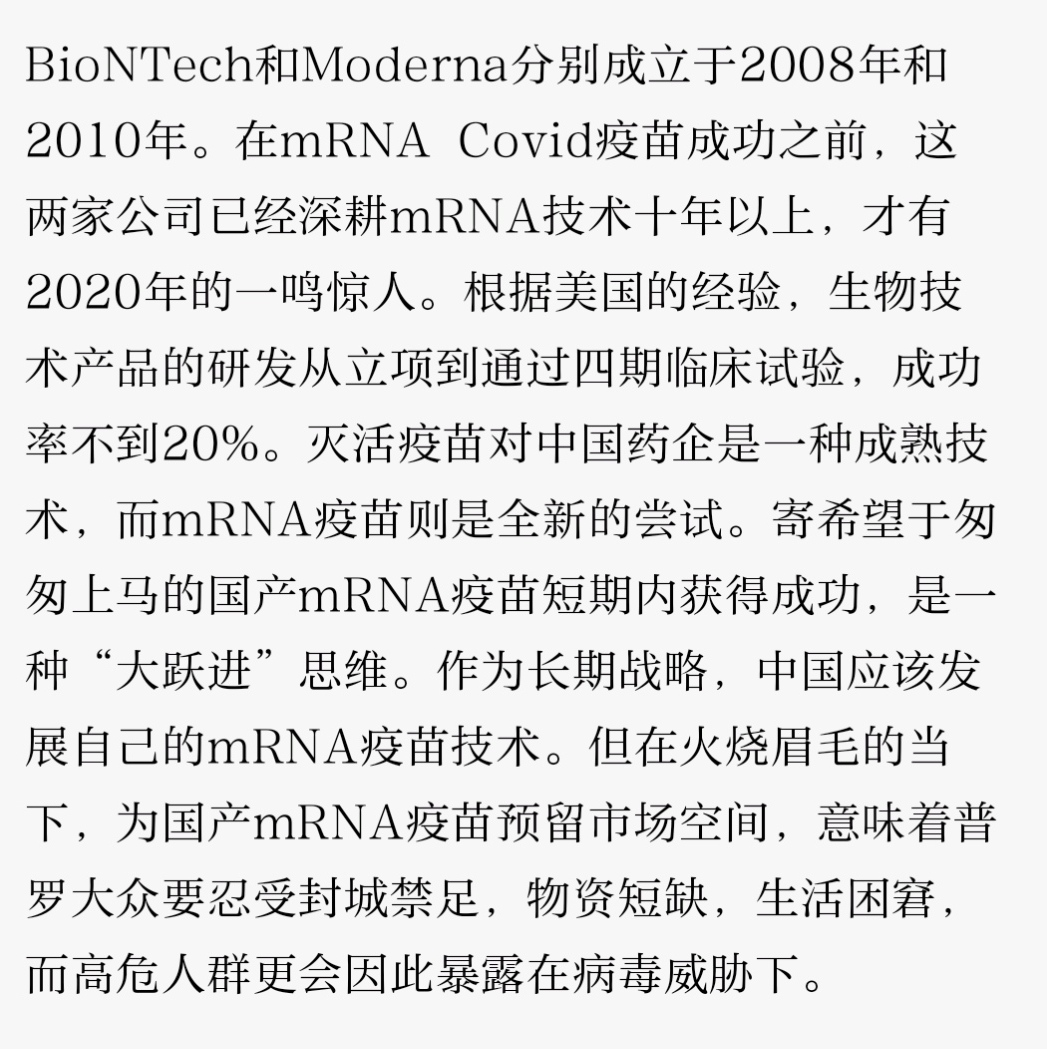 BioNTech和Moderna分别成立于2008年和
2010年。在mRNA Covid疫苗成功之前，这
两家公司已经深耕mRNA技术十年以上，才有
2020年的一鸣惊人。根据美国的经验，生物技
术产品的研发从立项到通过四期临床试验，成功
率不到20%。灭活疫苗对中国药企是一种成熟技
术，而mRNA疫苗则是全新的尝试。寄希望于匆
匆上马的国产mRNA疫苗短期内获得成功，是一
种“大跃进”思维。作为长期战略，中国应该发
展自己的mRNA疫苗技术。但在火烧眉毛的当
下，为国产mRNA疫苗预留市场空间，意味着普
罗大众要忍受封城禁足，物资短缺，生活困窘，
而高危人群更会因此暴露在病毒威胁下。